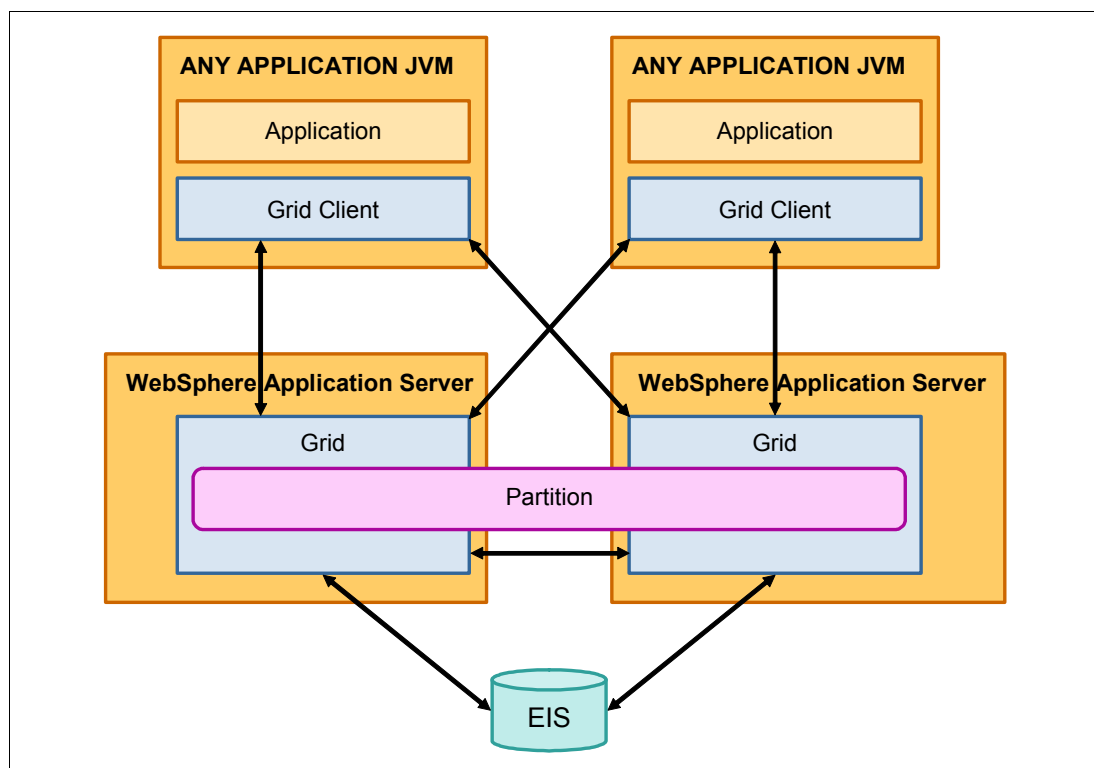 ANY APPLICATION JVM
ANY APPLICATION JVM
Application
Application
Grid Client
Grid Client
WebSphere Application Server
WebSphere Application Server
Grid
Grid
Partition
EIS